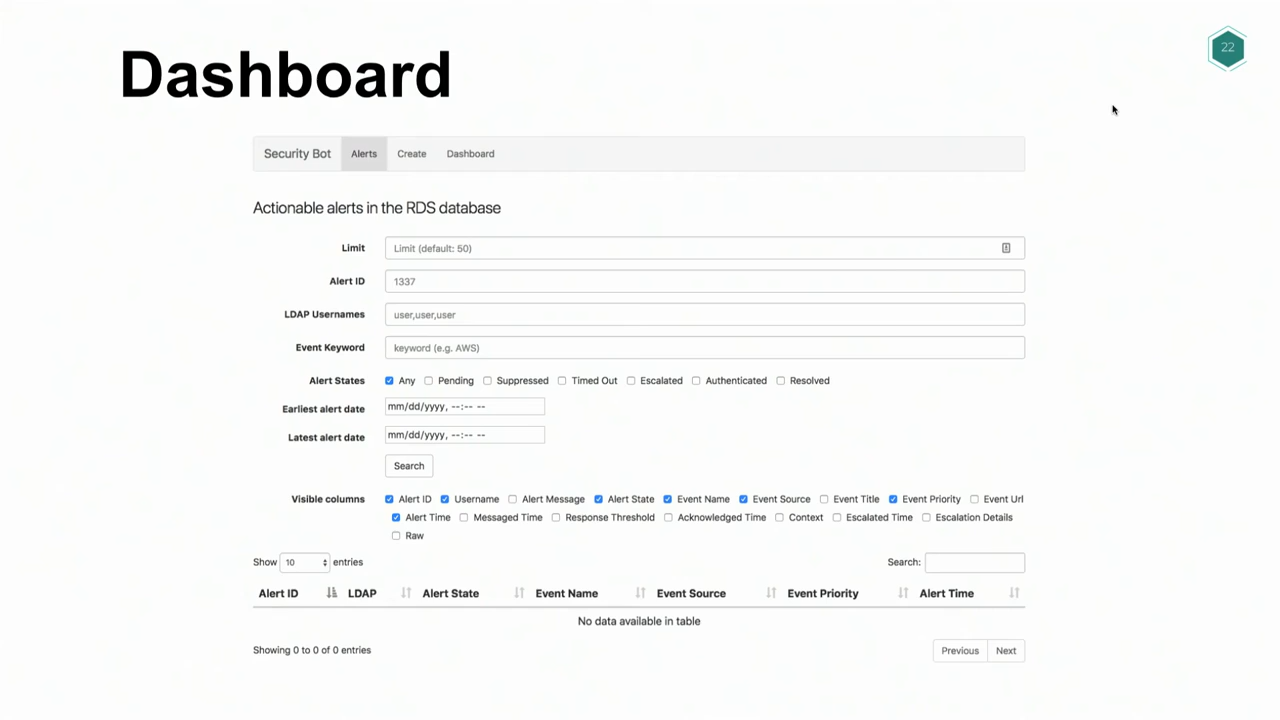 Dashboard
22
Security Bot Alerts Create Dashboard
Actionable alerts in the RDS database
Limit Limit (default: 50)
Alert ID 1337
LDAP Usernames user,user,user
Event Keyword keyword (e.g. AWS)
Alert States Any Pending Suppressed Timed Out Escalated Authenticated Resolved
Earliest alert date mm/dd/yyyy, --:-- --
Latest alert date mm/dd/yyyy, --:-- --
Search
Visible columns Alert ID Username Alert Message Alert State Event Name Event Source Event Title Event Priority Event Url
Alert Time Messaged Time Response Threshold Acknowledged Time Context Escalated Time Escalation Details
Raw
Show 10 entries Search:
Alert ID LDAP Alert State Event Name Event Source Event Priority Alert Time
No data available in table
Showing 0 to 0 of 0 entries Previous Next